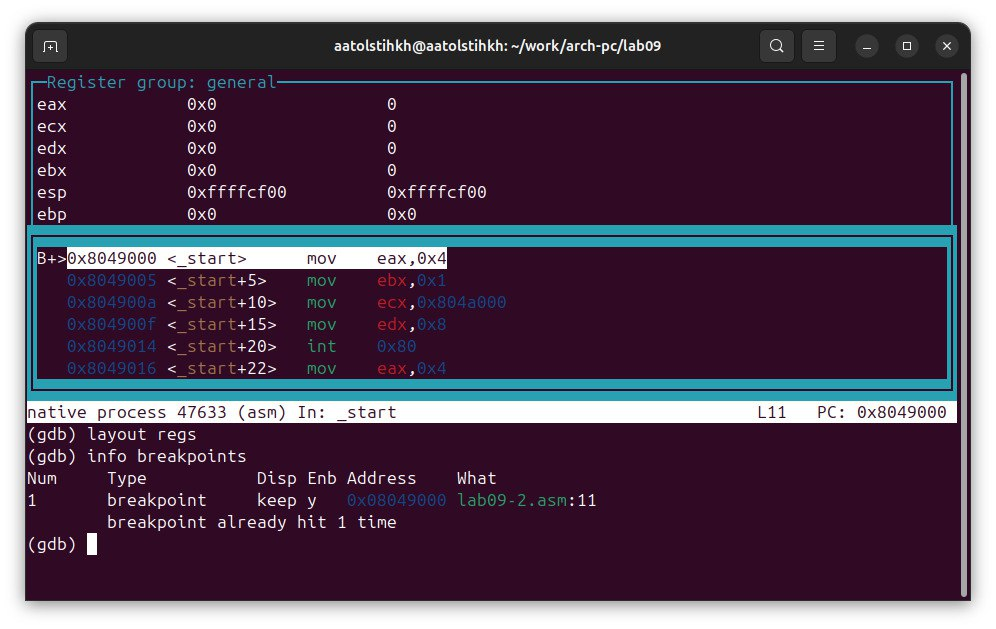 aatolstihkh@aatolstihkh: ~/work/arch-pc/lab09
Register group: general
eax 0x0 0
ecx 0x0 0
edx 0x0 0
ebx 0x0 0
esp 0xffffcf00 0xffffcf00
ebp 0x0 0x0
B+>0x8049000 <_start> mov eax,0x4
0x8049005 <_start+5> mov ebx,0x1
0x804900a <_start+10> mov ecx,0x804a000
0x804900f <_start+15> mov edx,0x8
0x8049014 <_start+20> int 0x80
0x8049016 <_start+22> mov eax,0x4
native process 47633 (asm) In: _start L11 PC: 0x8049000
(gdb) layout regs
(gdb) info breakpoints
Num Type Disp Enb Address What
1 breakpoint keep y 0x08049000 lab09-2.asm:11
breakpoint already hit 1 time
(gdb)